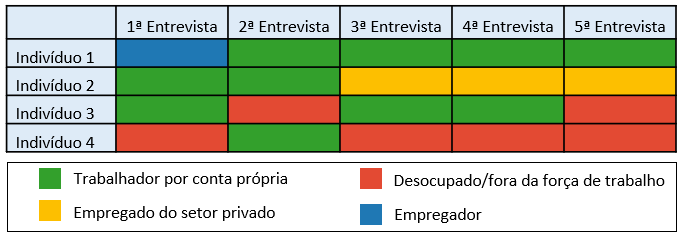 1ª Entrevista 2ª Entrevista 3ª Entrevista 4ª Entrevista 5ª Entrevista
Indivíduo 1
Indivíduo 2
Indivíduo 3
Indivíduo 4
Trabalhador por conta própria Desocupado/fora da força de trabalho
Empregado do setor privado Empregador